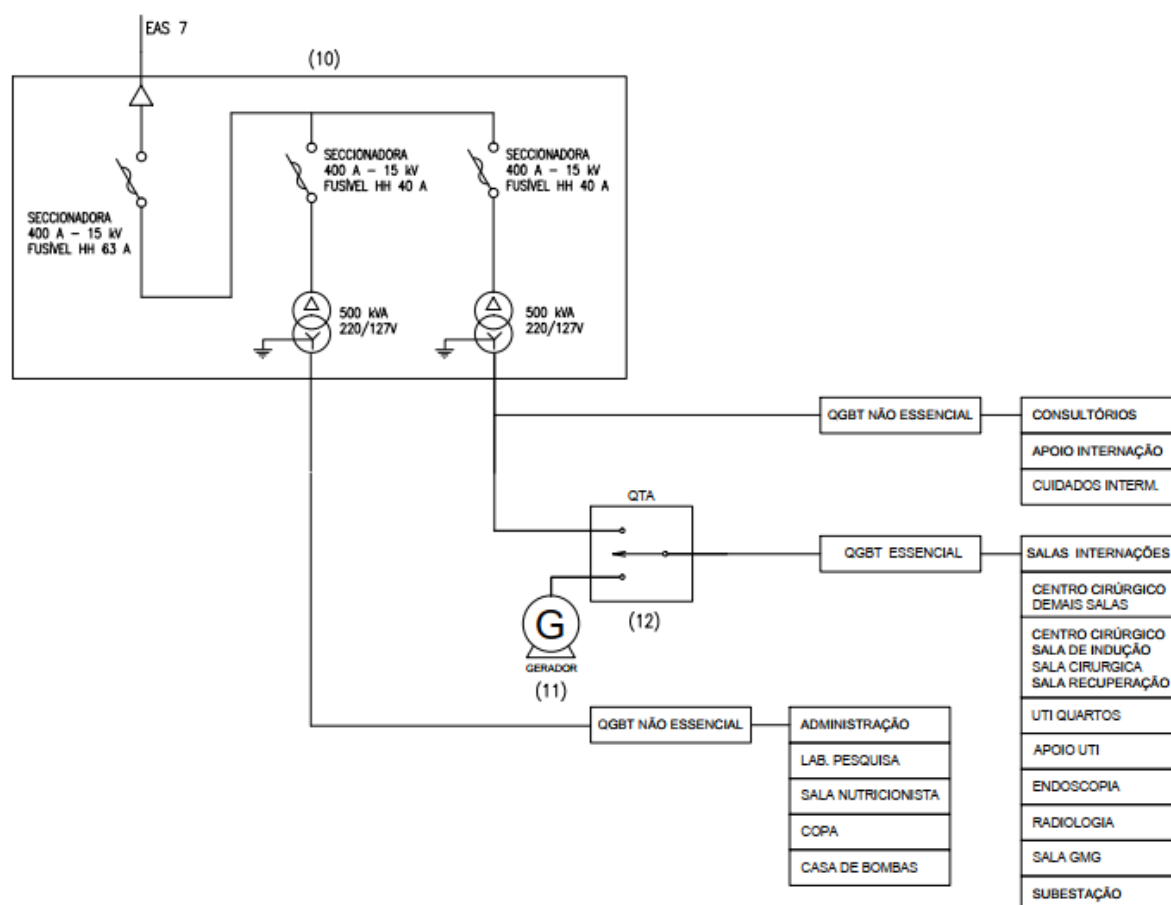 EAS 7
(10)
SECCIONADORA
400 A – 15 kV
FUSÍVEL HH 63 A
SECCIONADORA
400 A – 15 kV
FUSÍVEL HH 40 A
SECCIONADORA
400 A – 15 kV
FUSÍVEL HH 40 A
500 kVA
220/127V
500 kVA
220/127V
QGBT NÃO ESSENCIAL
CONSULTÓRIOS
APOIO INTERNAÇÃO
CUIDADOS INTERM.
QTA
(12)
G
GERADOR
(11)
QGBT ESSENCIAL
SALAS INTERNAÇÕES
CENTRO CIRÚRGICO
DEMAIS SALAS
CENTRO CIRÚRGICO
SALA DE INDUÇÃO
SALA CIRURGICA
SALA RECUPERAÇÃO
UTI QUARTOS
APOIO UTI
ENDOSCOPIA
RADIOLOGIA
SALA GMG
SUBESTAÇÃO
QGBT NÃO ESSENCIAL
ADMINISTRAÇÃO
LAB. PESQUISA
SALA NUTRICIONISTA
COPA
CASA DE BOMBAS